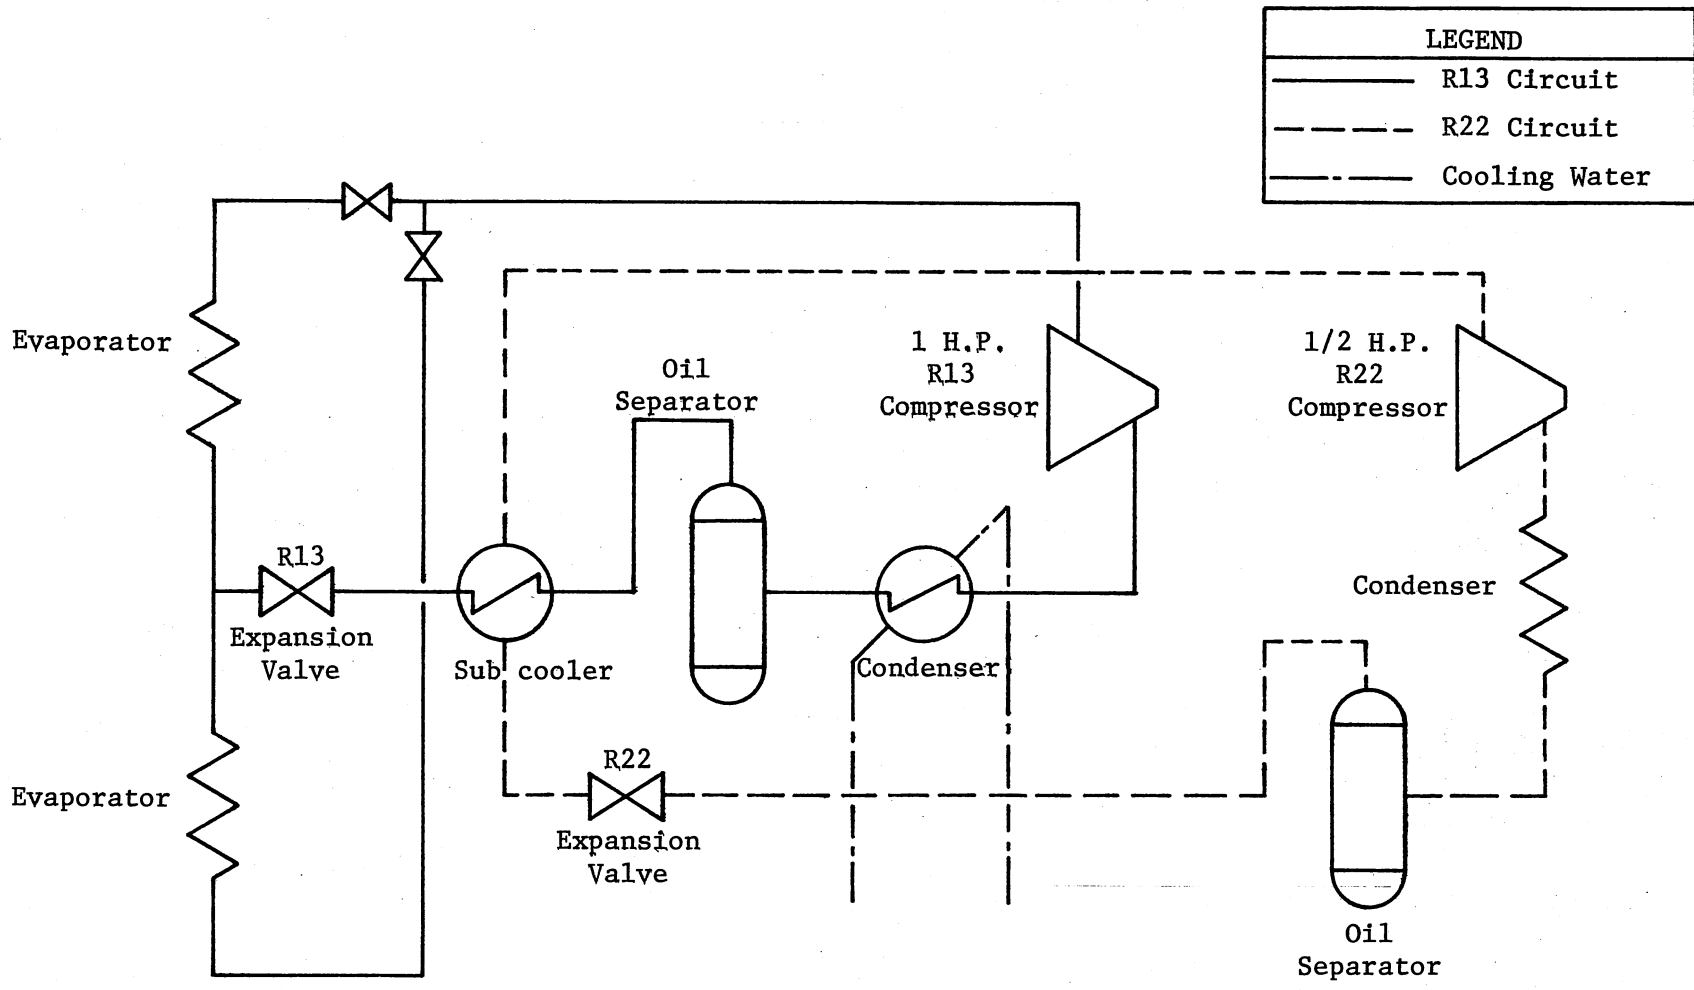 LEGEND
R13 Circuit
R22 Circuit
Cooling Water
Evaporator
Oil
Separator
1 H.P.
R13
Compressor
1/2 H.P.
R22
Compressor
R13
Expansion
Valve
Sub cooler
Condenser
Condenser
Evaporator
R22
Expansion
Valve
Oil
Separator